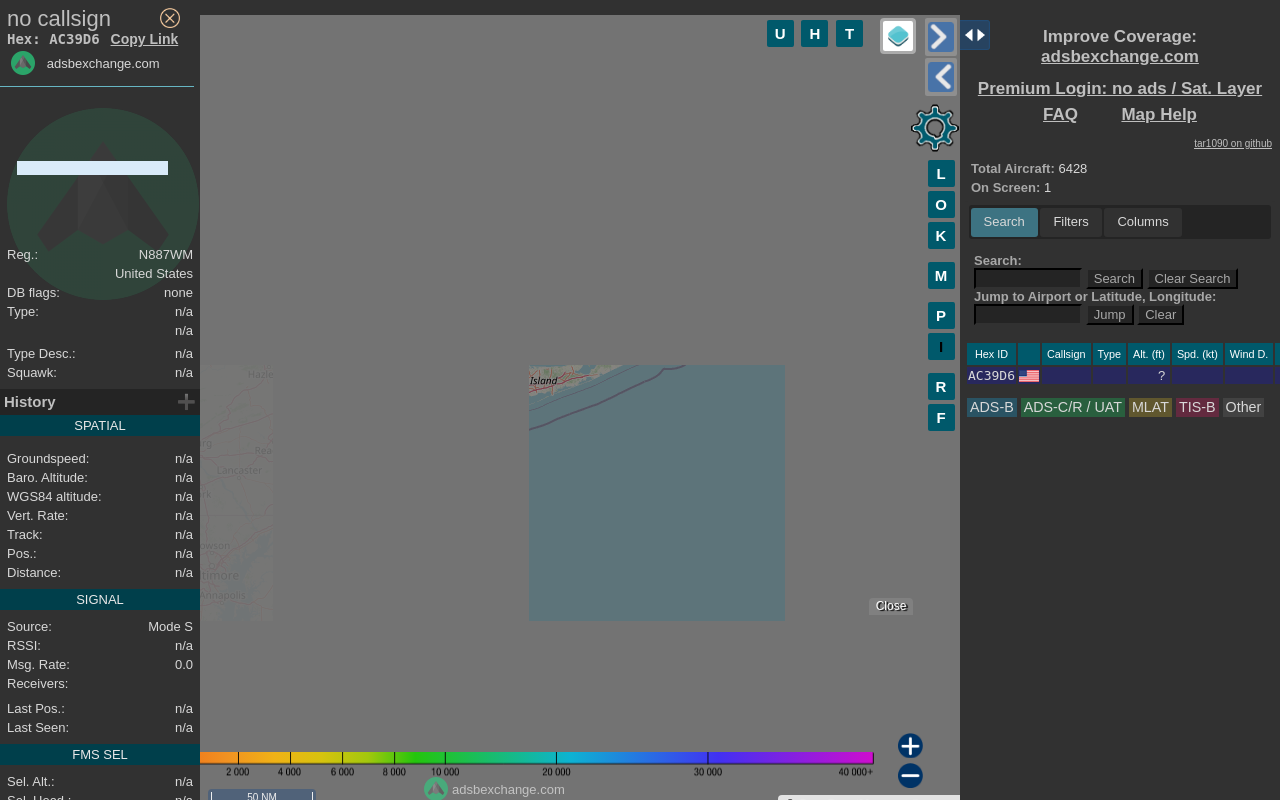 no callsign
Hex: AC39D6 Copy Link
adsbexchange.com
Reg.: N887WM
United States
DB flags: none
Type: n/a
n/a
Type Desc.: n/a
Squawk: n/a
History
SPATIAL
Groundspeed: n/a
Baro. Altitude: n/a
WGS84 altitude: n/a
Vert. Rate: n/a
Track: n/a
Pos.: n/a
Distance: n/a
SIGNAL
Source: Mode S
RSSI: n/a
Msg. Rate: 0.0
Receivers:
Last Pos.: n/a
Last Seen: n/a
FMS SEL
Sel. Alt.: n/a
Sel. Head.: n/a
U H T
L
O
K
M
P
I
R
F
Island
Lancaster
Annapolis
Close
2 000 4 000 6 000 8 000 10 000 20 000 30 000 40 000+
adsbexchange.com
50 NM
Improve Coverage:
adsbexchange.com
Premium Login: no ads / Sat. Layer
FAQ Map Help
tar1090 on github
Total Aircraft: 6428
On Screen: 1
Search Filters Columns
Search:
Search Clear Search
Jump to Airport or Latitude, Longitude:
Jump Clear
Hex ID Callsign Type Alt. (ft) Spd. (kt) Wind D.
AC39D6 ?
ADS-B ADS-C/R / UAT MLAT TIS-B Other